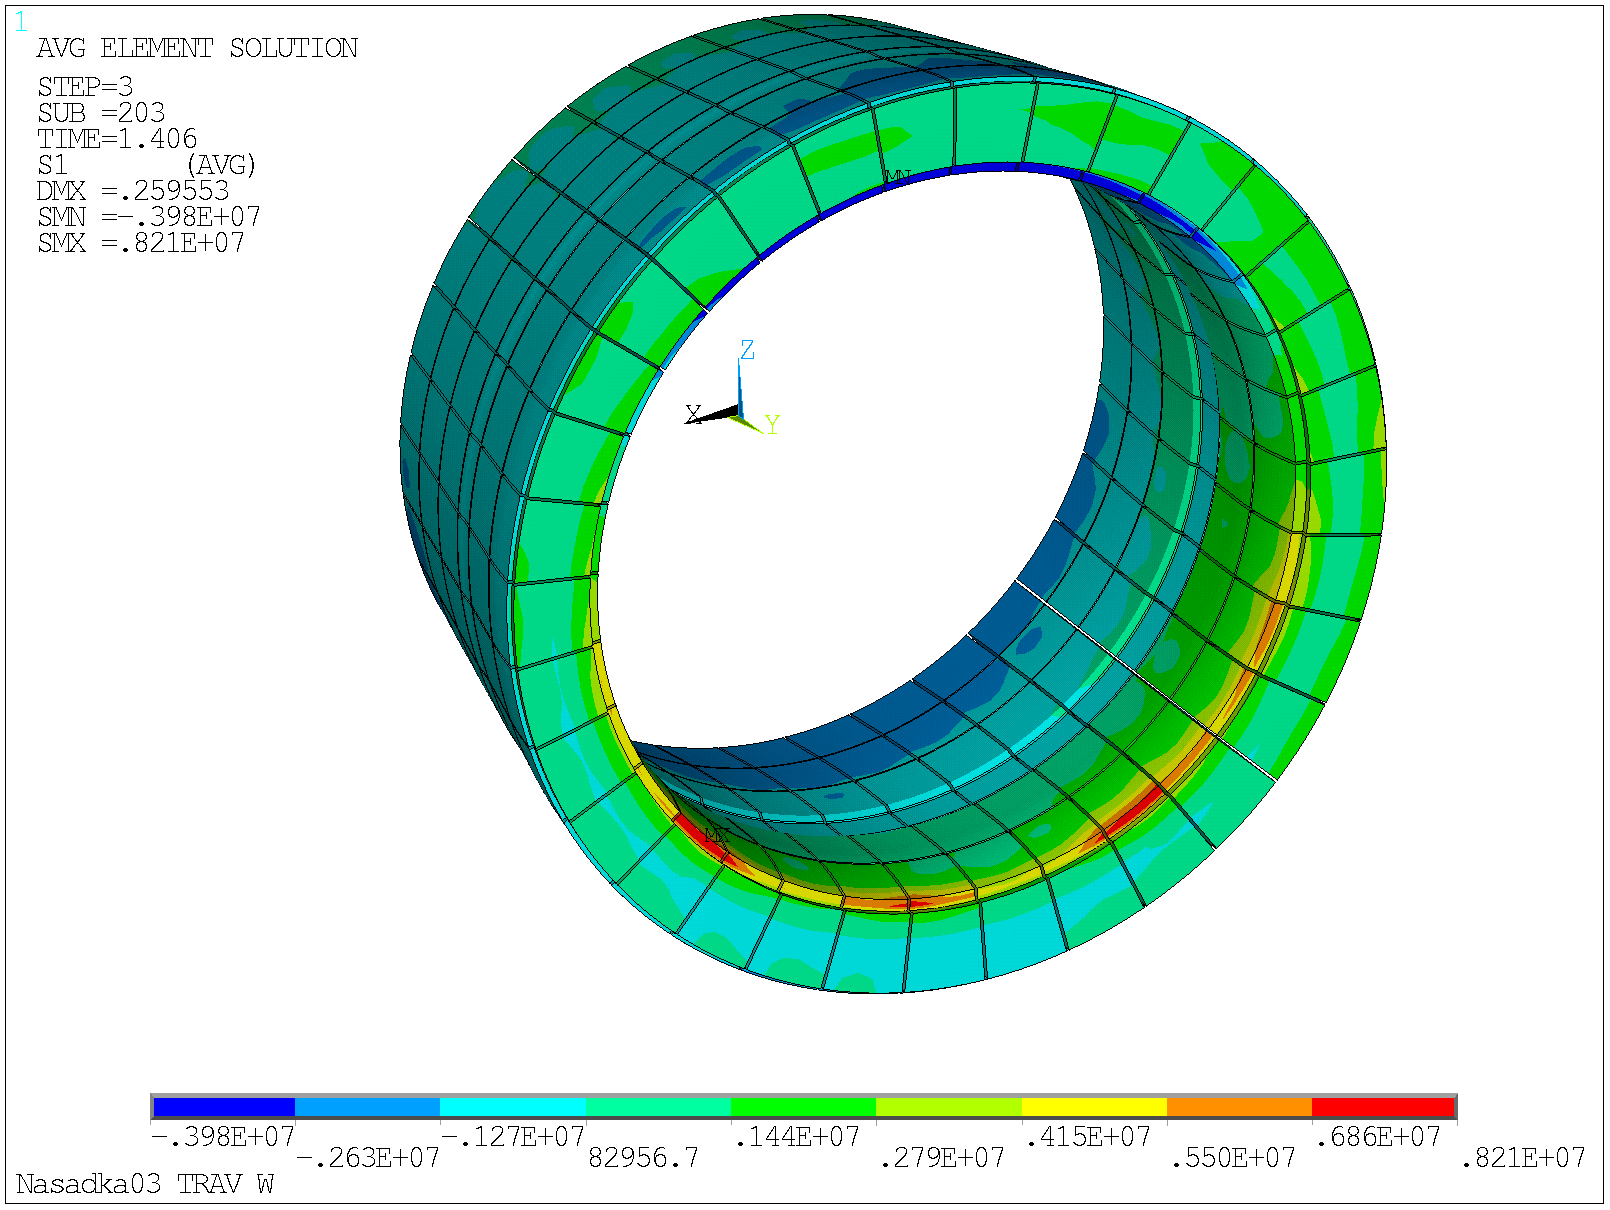 1
AVG ELEMENT SOLUTION
STEP=3
SUB =203
TIME=1.406
S1 (AVG)
DMX =.259553
SMN =-.398E+07
SMX =.821E+07
MN
Z
X
Y
MX
-.398E+07 -.127E+07 .144E+07 .415E+07 .686E+07
-.263E+07 82956.7 .279E+07 .550E+07 .821E+07
Nasadka03 TRAV W